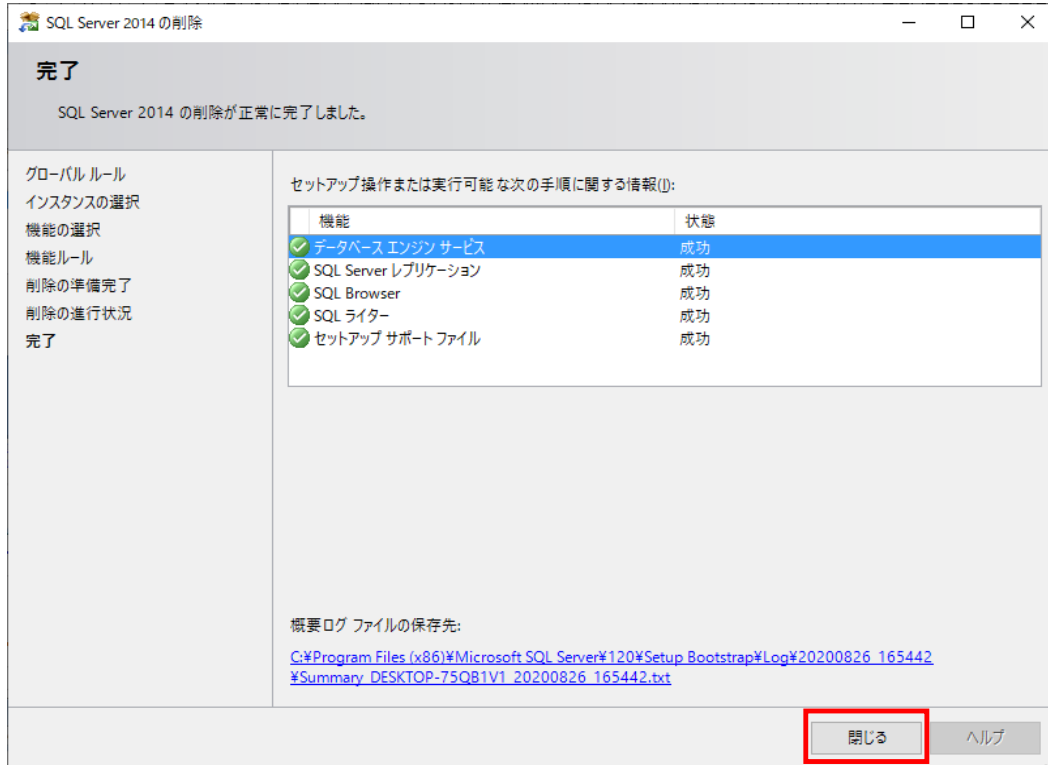 SQL Server 2014 の削除
完了
SQL Server 2014 の削除が正常に完了しました。
グローバル ルール
インスタンスの選択
機能の選択
機能ルール
削除の準備完了
削除の進行状況
完了
セットアップ操作または実行可能な次の手順に関する情報(I):
機能 状態
データベース エンジン サービス 成功
SQL Server レプリケーション 成功
SQL Browser 成功
SQL ライター 成功
セットアップ サポート ファイル 成功
概要ログ ファイルの保存先:
C:¥Program Files (x86)¥Microsoft SQL Server¥120¥Setup Bootstrap¥Log¥20200826_165442
¥Summary_DESKTOP-75QB1V1_20200826_165442.txt
閉じる ヘルプ